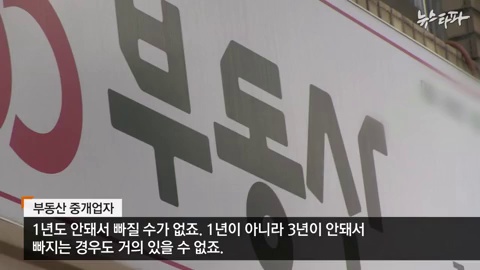 뉴스타파
부동산
부동산 중개업자
1년도 안돼서 빠질 수가 없죠. 1년이 아니라 3년이 안돼서
빠지는 경우도 거의 있을 수 없죠.